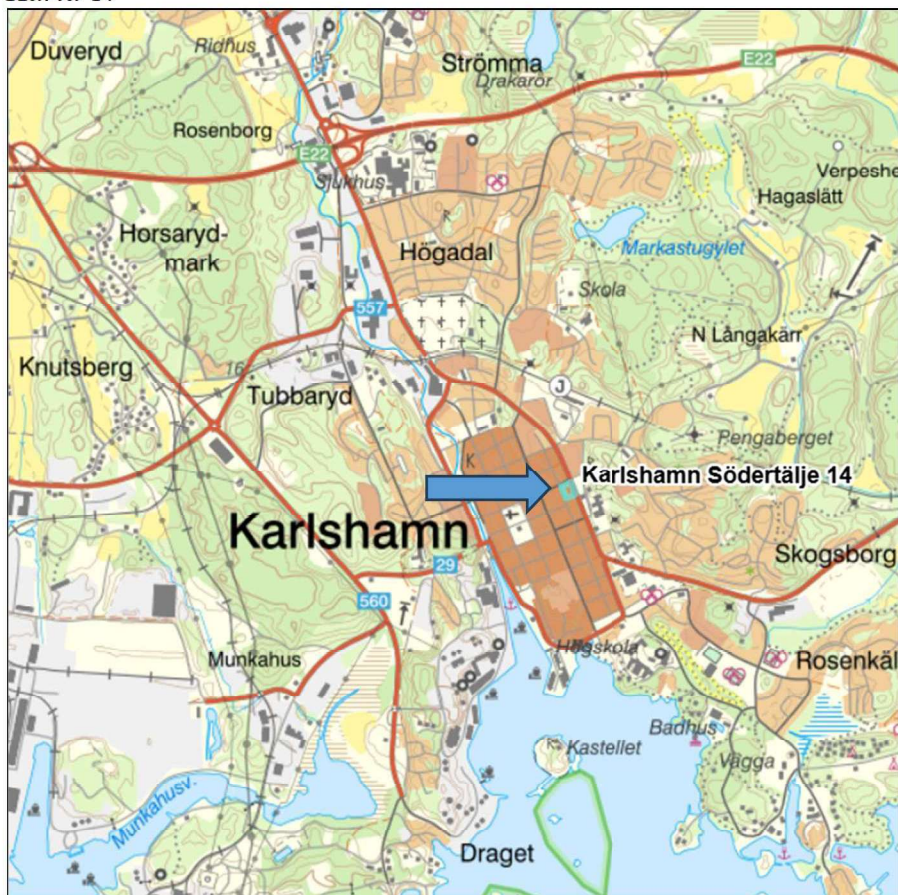 Duveryd
Ridhus
Strömma
Drakarör
E22
Rosenborg
E22
Sjukhus
Verpeshe
Hagaslätt
Horsaryd-
mark
Högadal
Markastugylet
Skola
557
N Långakärr
Knutsberg
16
Tubbaryd
J
Pengaberget
K
Karlshamn Södertälje 14
Karlshamn
Skogsborg
29
560
Munkahus
Högskola
Rosenkäl
Badhus
Kastellet
Vägga
Munkahusv.
Draget